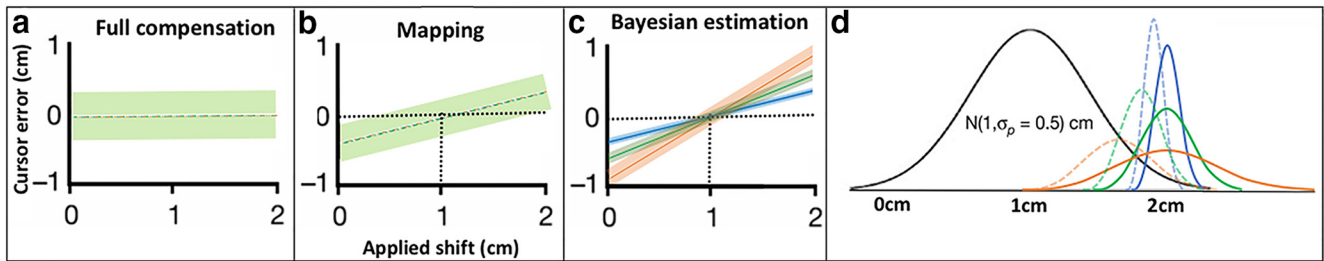 a Full compensation
Cursor error (cm)
1
0
–1
0 1 2
b Mapping
1
0
–1
0 1 2
Applied shift (cm)
c Bayesian estimation
1
0
–1
0 1 2
d
N(1,σp = 0.5) cm
0cm 1cm 2cm